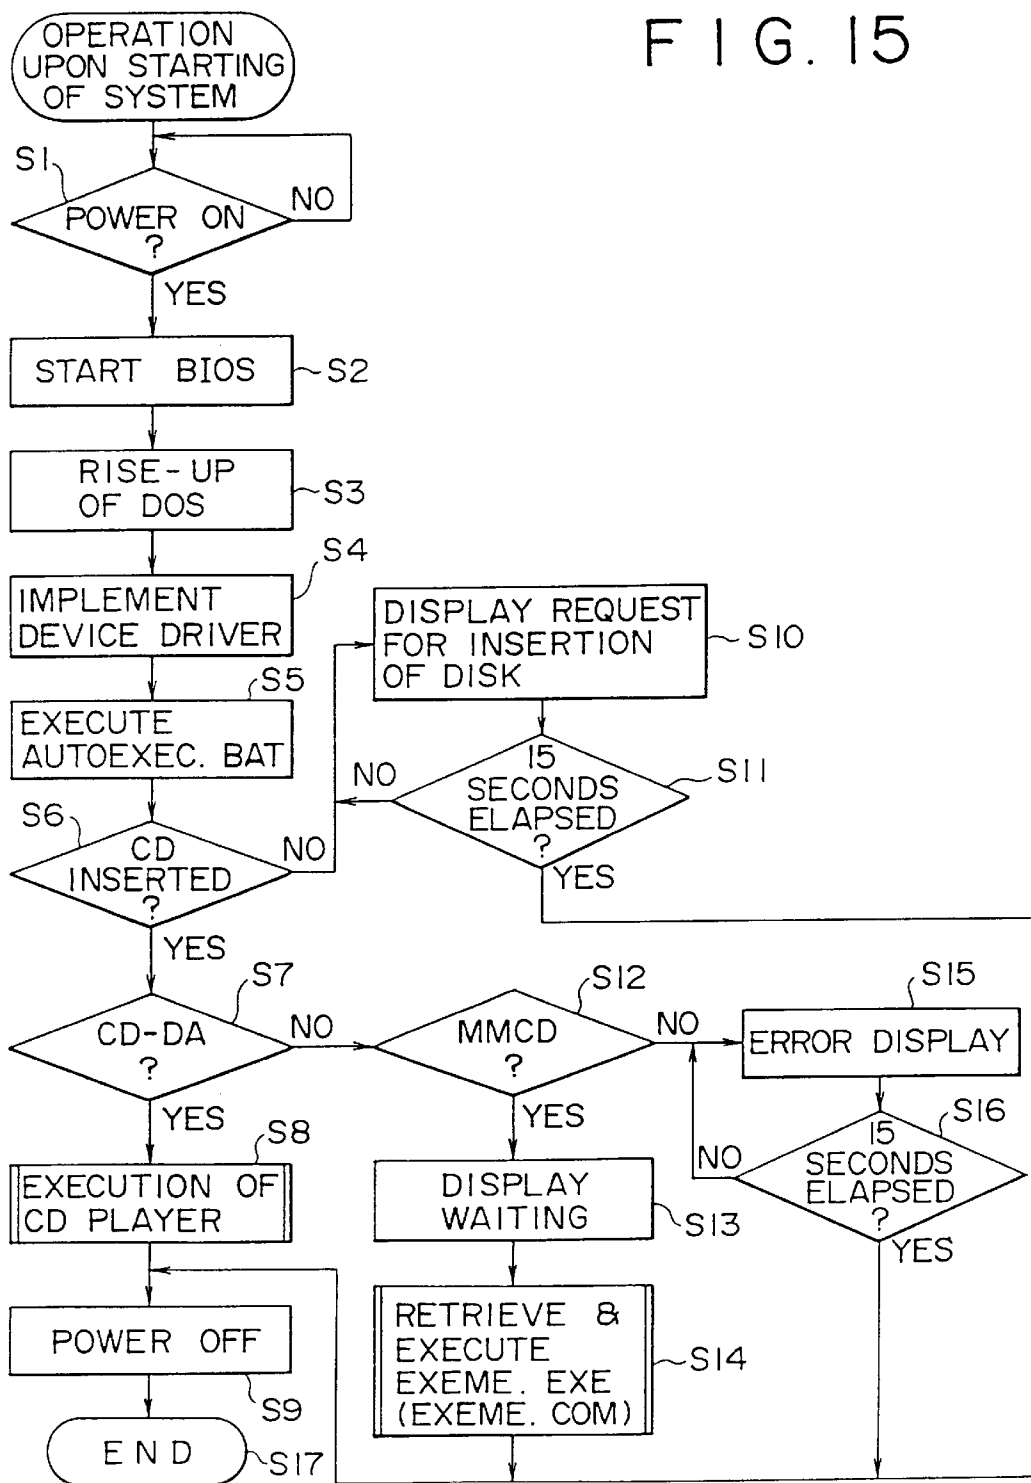 FIG. 15
OPERATION
UPON STARTING
OF SYSTEM
S1
POWER ON
?
NO
YES
START BIOS
S2
RISE-UP
OF DOS
S3
S4
IMPLEMENT
DEVICE DRIVER
S5
EXECUTE
AUTOEXEC. BAT
S6
CD
INSERTED
?
NO
YES
DISPLAY REQUEST
FOR INSERTION
OF DISK
S10
15
SECONDS
ELAPSED
?
S11
NO
YES
S7
CD-DA
?
NO
YES
S12
MMCD
?
NO
YES
S15
ERROR DISPLAY
S16
15
SECONDS
ELAPSED
?
NO
YES
S8
EXECUTION OF
CD PLAYER
DISPLAY
WAITING
S13
RETRIEVE &
EXECUTE
EXEME. EXE
(EXEME. COM)
S14
POWER OFF
S9
END
S17